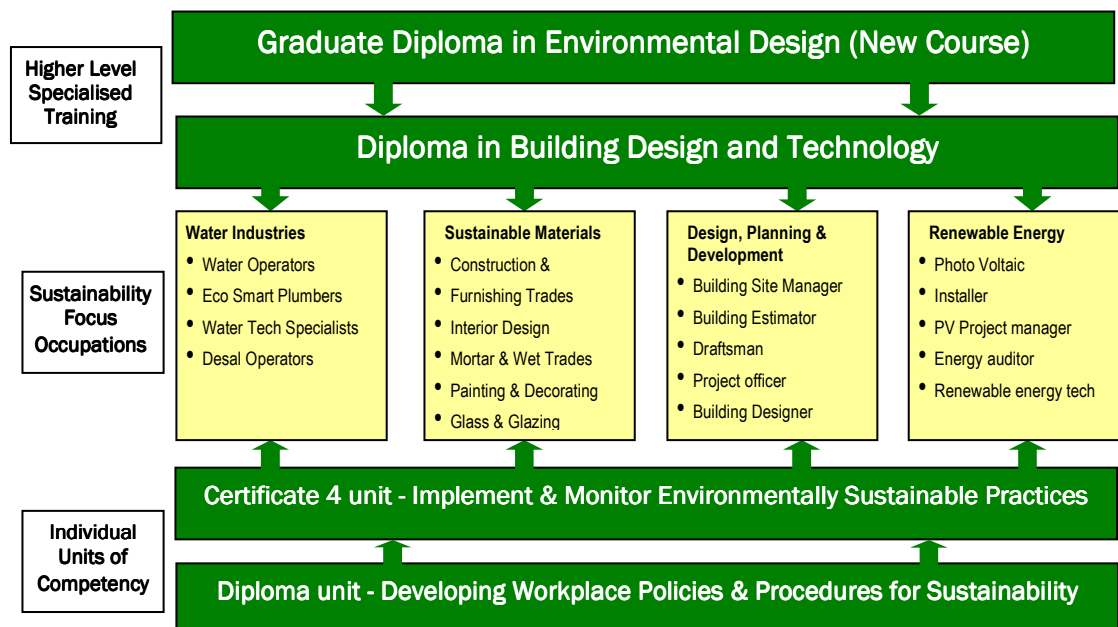 Graduate Diploma in Environmental Design (New Course)
Higher Level
Specialised
Training
Diploma in Building Design and Technology
Sustainability
Focus
Occupations
Water Industries
• Water Operators
• Eco Smart Plumbers
• Water Tech Specialists
• Desal Operators
Sustainable Materials
• Construction &
• Furnishing Trades
• Interior Design
• Mortar & Wet Trades
• Painting & Decorating
• Glass & Glazing
Design, Planning &
Development
• Building Site Manager
• Building Estimator
• Draftsman
• Project officer
• Building Designer
Renewable Energy
• Photo Voltaic
• Installer
• PV Project manager
• Energy auditor
• Renewable energy tech
Certificate 4 unit - Implement & Monitor Environmentally Sustainable Practices
Individual
Units of
Competency
Diploma unit - Developing Workplace Policies & Procedures for Sustainability